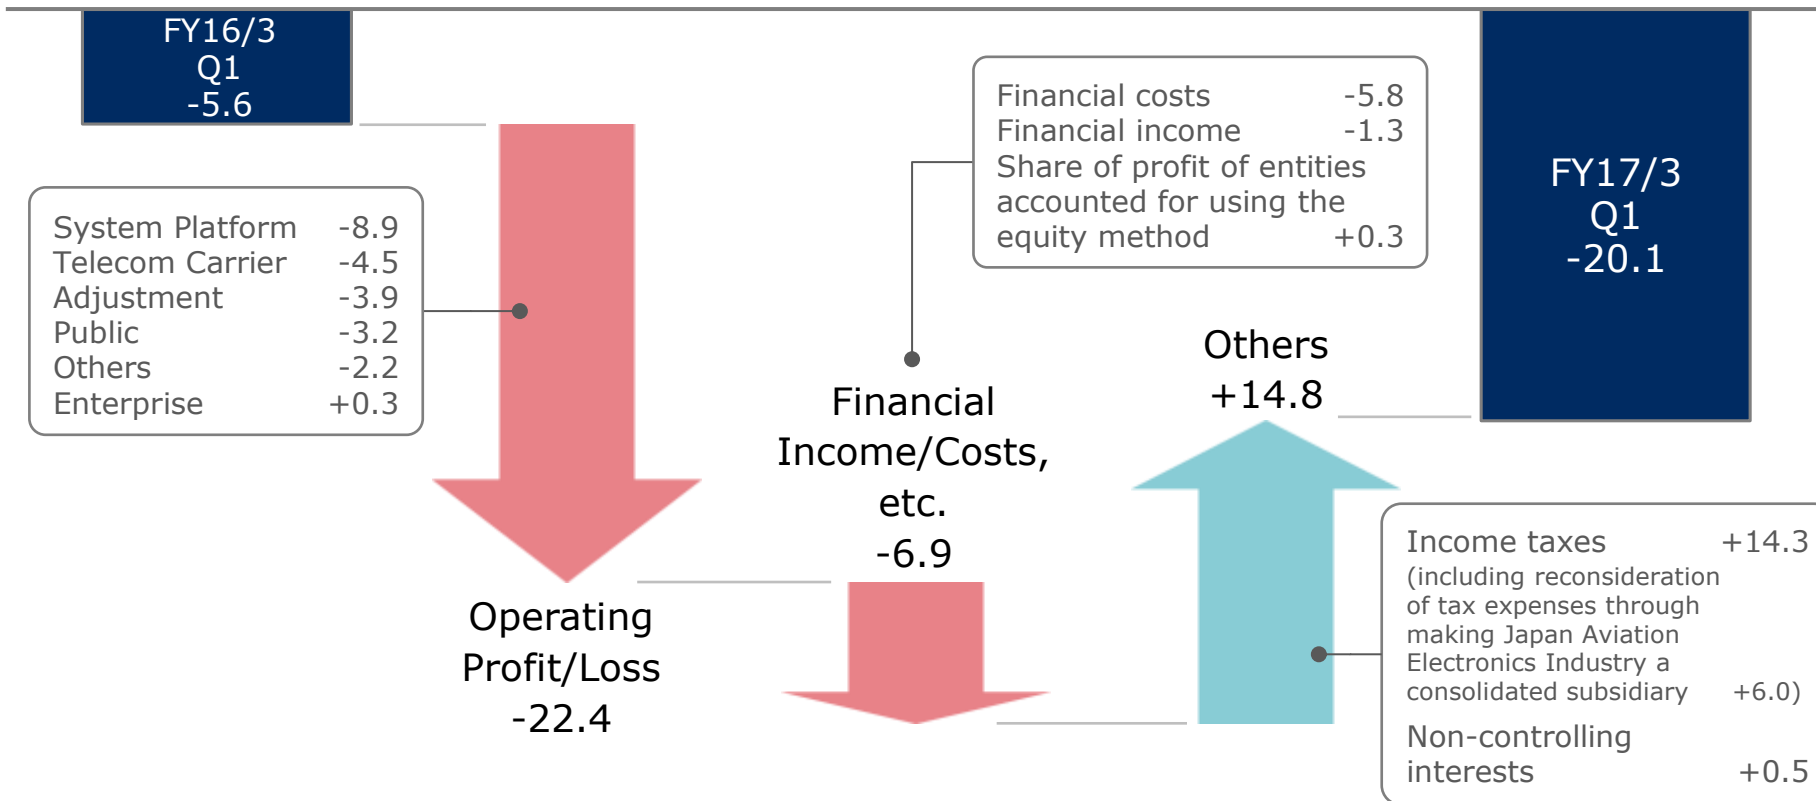 FY16/3
Q1
-5.6
System Platform -8.9
Telecom Carrier -4.5
Adjustment -3.9
Public -3.2
Others -2.2
Enterprise +0.3
Operating
Profit/Loss
-22.4
Financial costs -5.8
Financial income -1.3
Share of profit of entities
accounted for using the
equity method +0.3
Financial
Income/Costs,
etc.
-6.9
Others
+14.8
Income taxes +14.3
(including reconsideration
of tax expenses through
making Japan Aviation
Electronics Industry a
consolidated subsidiary +6.0)
Non-controlling
interests +0.5
FY17/3
Q1
-20.1